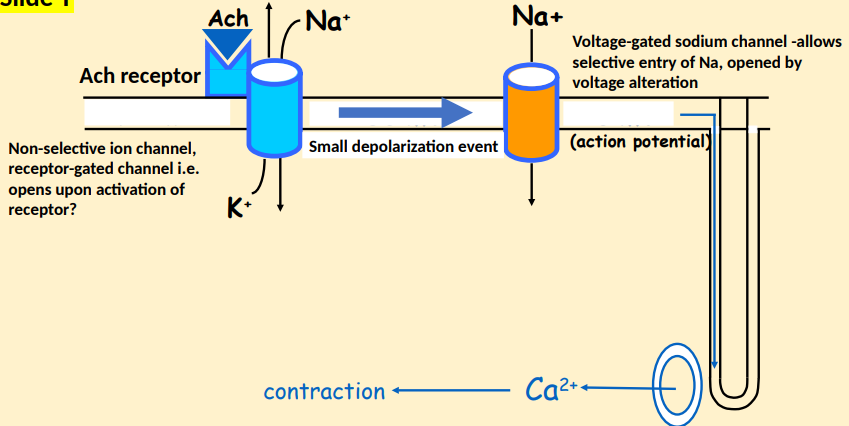 Slide 1
Ach
Na+
Na+
Voltage-gated sodium channel -allows
selective entry of Na, opened by
voltage alteration
Ach receptor
Small depolarization event
(action potential)
Non-selective ion channel,
receptor-gated channel i.e.
opens upon activation of
receptor?
K+
contraction
Ca2+